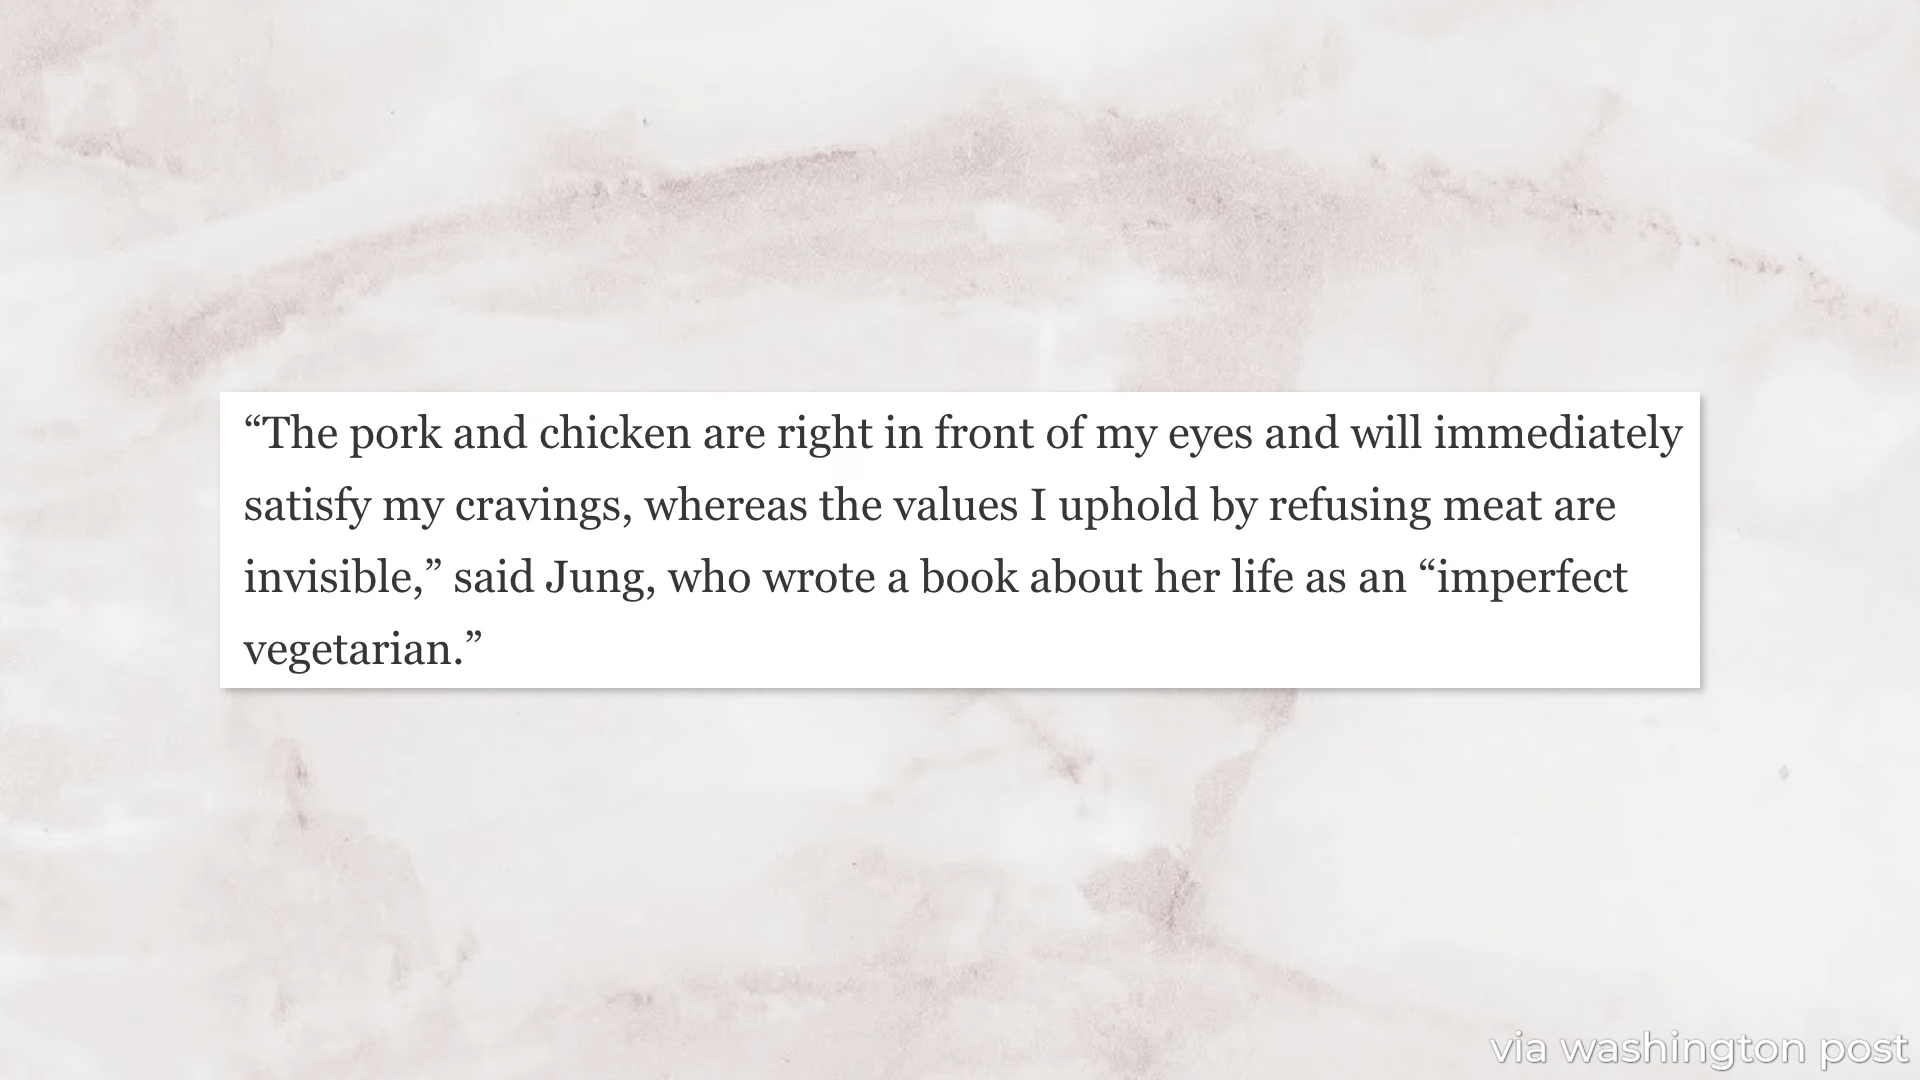 “The pork and chicken are right in front of my eyes and will immediately
satisfy my cravings, whereas the values I uphold by refusing meat are
invisible,” said Jung, who wrote a book about her life as an “imperfect
vegetarian.”
via washington post